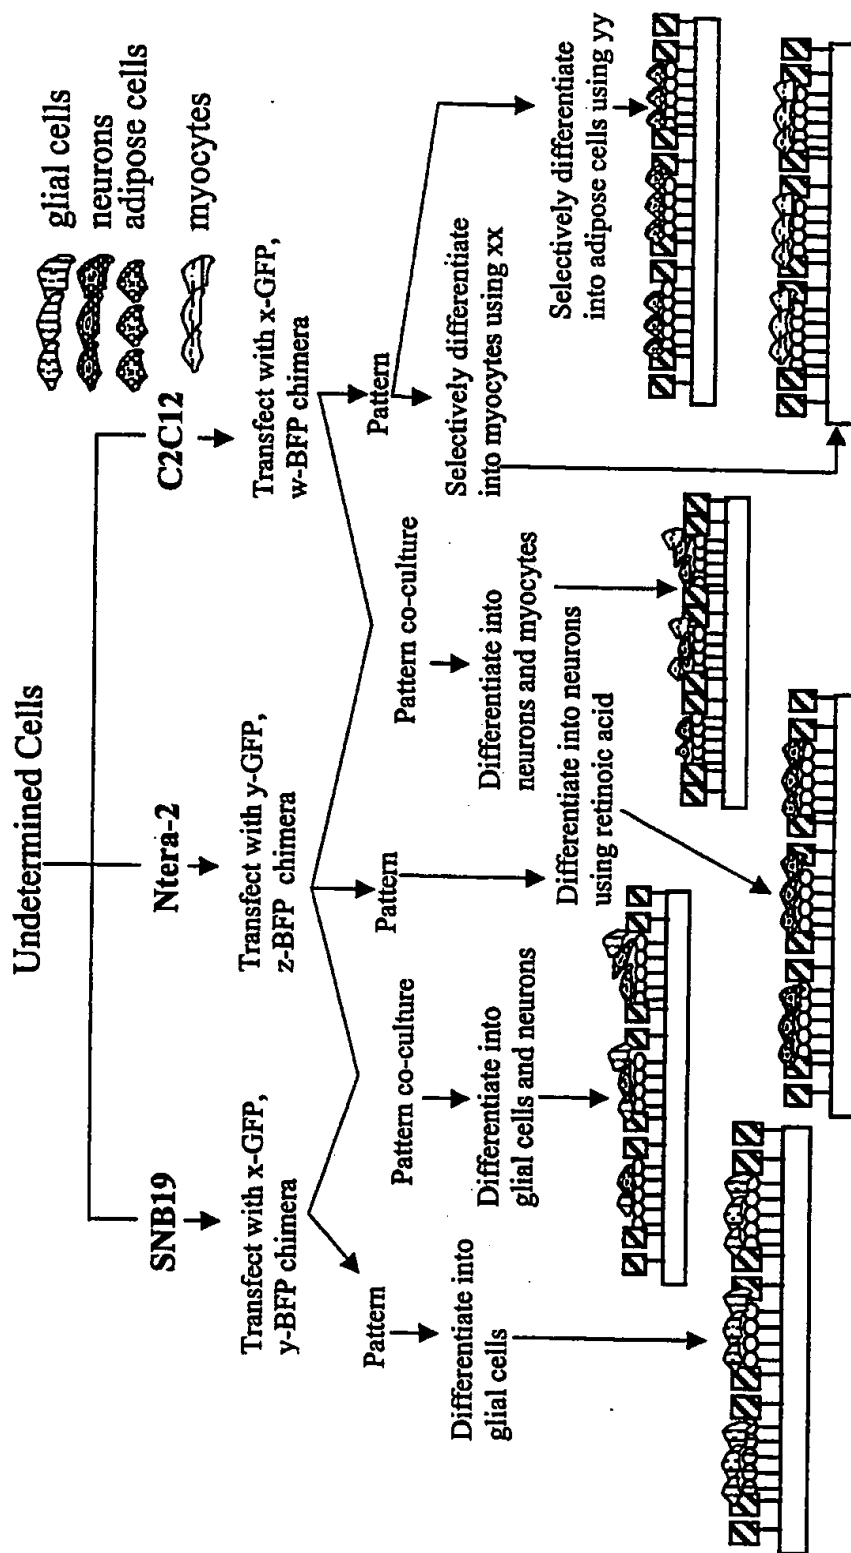 Undetermined Cells
glial cells
neurons
adipose cells
myocytes
SNB19
Ntera-2
C2C12
Transfect with x-GFP,
y-BFP chimera
Transfect with y-GFP,
z-BFP chimera
Transfect with x-GFP,
w-BFP chimera
Pattern
Differentiate into
glial cells
Pattern co-culture
Differentiate into
glial cells and neurons
Pattern
Differentiate into neurons
using retinoic acid
Pattern co-culture
Differentiate into
neurons and myocytes
Pattern
Selectively differentiate
into myocytes using xx
Selectively differentiate
into adipose cells using yy